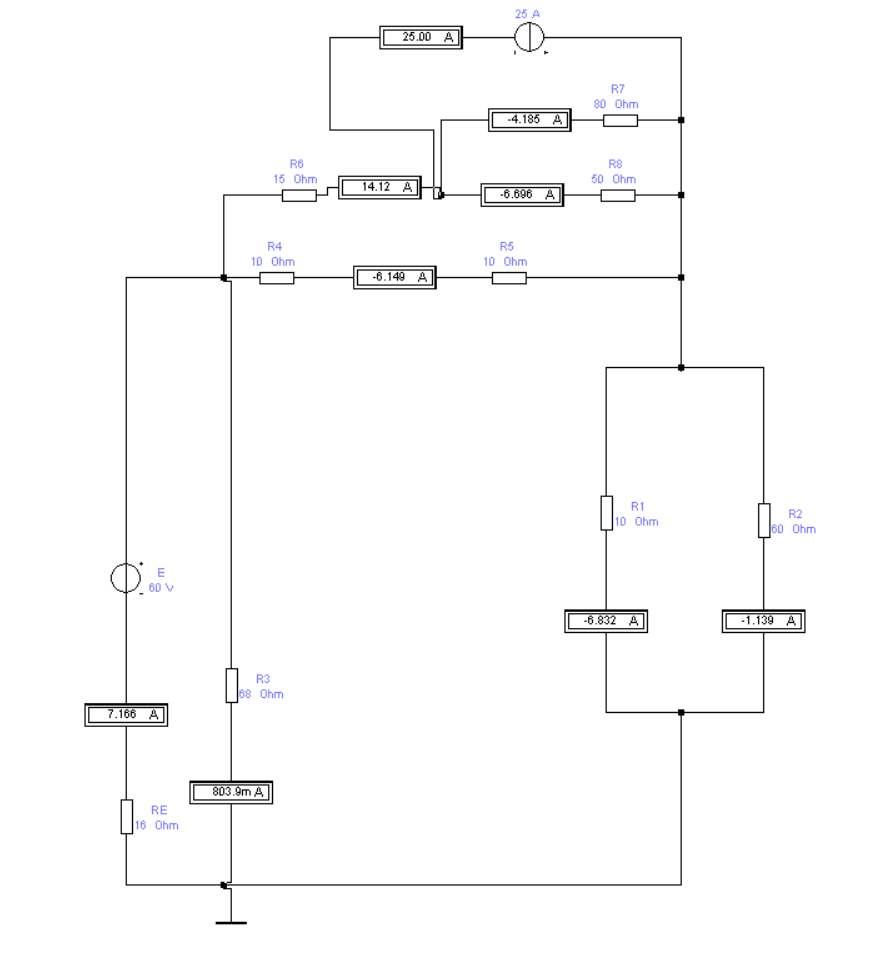 25 A
25.00 A
R7
80 Ohm
-4.185 A
R6
15 Ohm
14.12 A
R8
50 Ohm
-6.696 A
R4
10 Ohm
R5
10 Ohm
-6.149 A
R1
10 Ohm
R2
60 Ohm
E
60 V
-6.832 A
-1.139 A
R3
68 Ohm
7.166 A
803.9m A
RE
16 Ohm